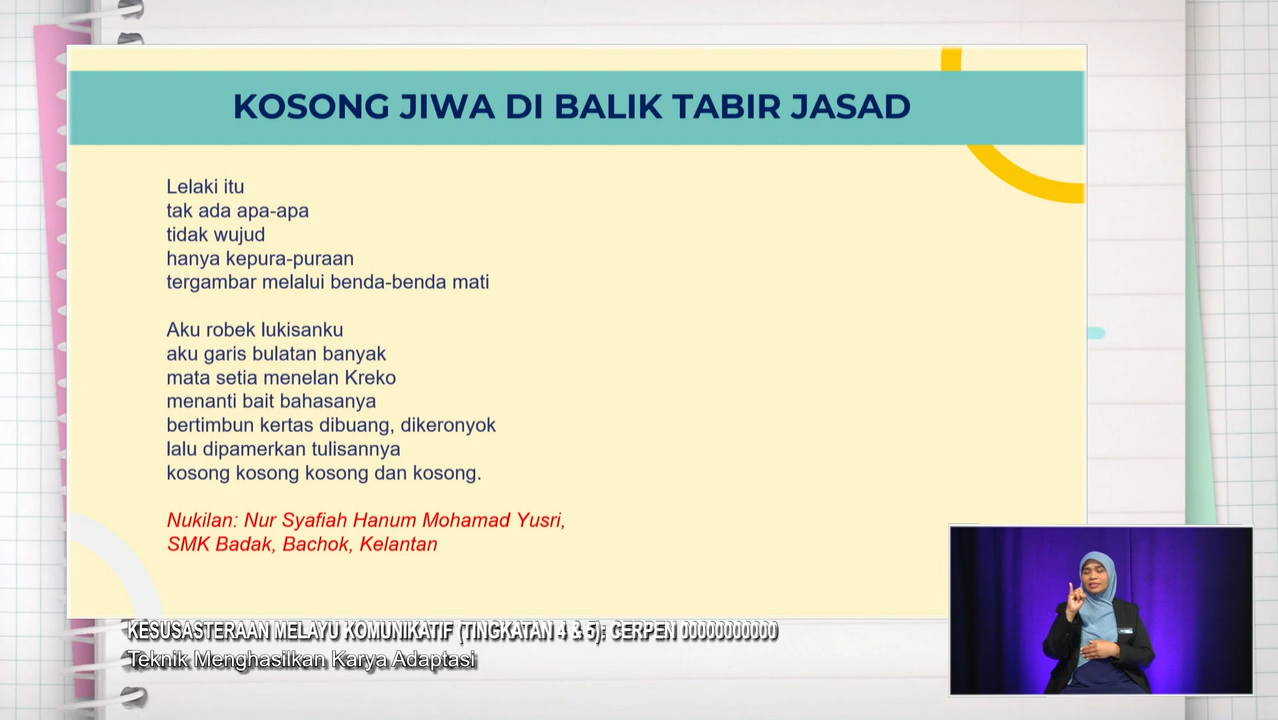 KOSONG JIWA DI BALIK TABIR JASAD
Lelaki itu
tak ada apa-apa
tidak wujud
hanya kepura-puraan
tergambar melalui benda-benda mati
Aku robek lukisanku
aku garis bulatan banyak
mata setia menelan Kreko
menanti bait bahasanya
bertimbun kertas dibuang, dikeronyok
lalu dipamerkan tulisannya
kosong kosong kosong dan kosong.
Nukilan: Nur Syafiah Hanum Mohamad Yusri,
SMK Badak, Bachok, Kelantan
KESUSASTERAAN MELAYU KOMUNIKATIF (TINGKATAN 4 & 5): CERPEN 00000000000
Teknik Menghasilkan Karya Adaptasi